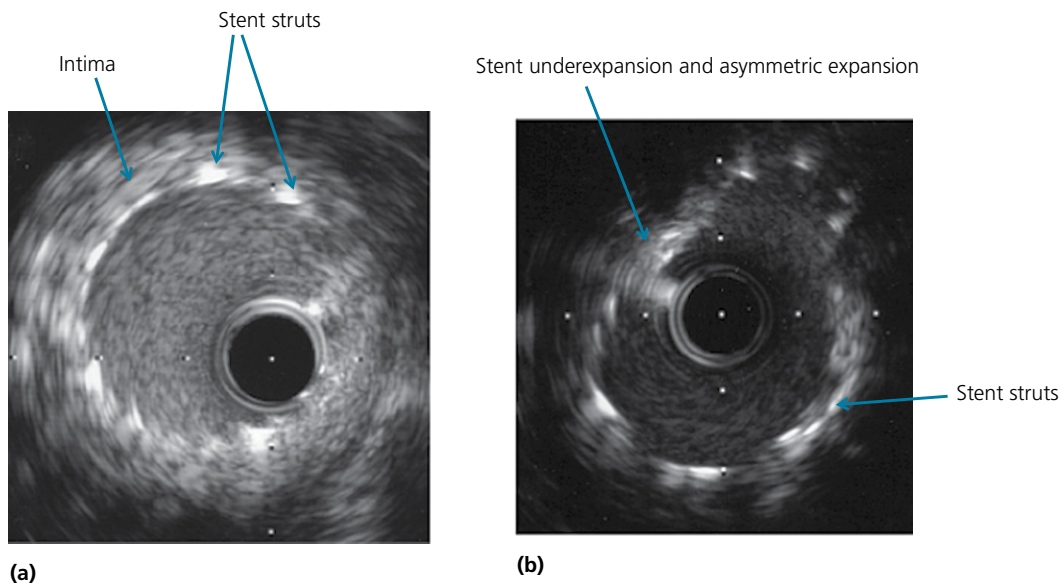 Stent struts
Intima
Stent underexpansion and asymmetric expansion
Stent struts
(a)
(b)